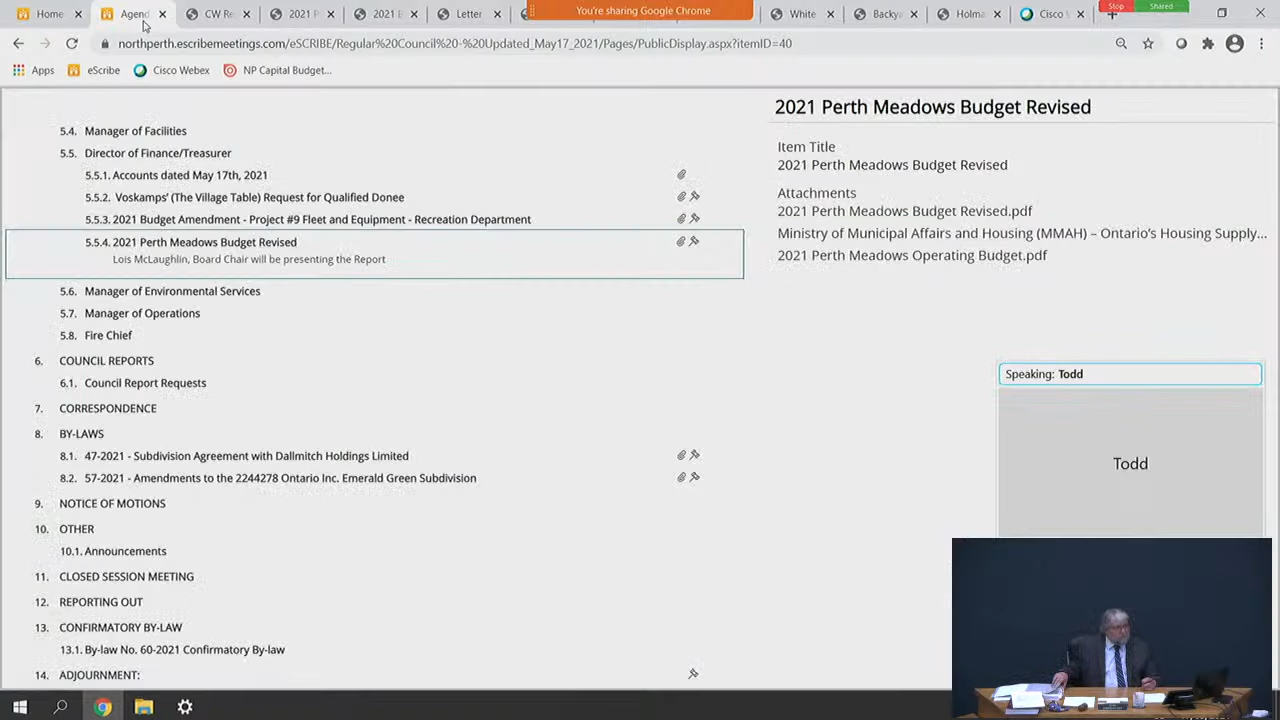 Home
Agend
CW Re
2021 P
2021 B
Letter
You're sharing Google Chrome
White
Backya
Holma
Cisco W
Stop
Shared
northperth.escribemeetings.com/eSCRIBE/Regular%20Council%20-%20Updated_May17_2021/Pages/PublicDisplay.aspx?itemID=40
Apps
eScribe
Cisco Webex
NP Capital Budget...
5.4. Manager of Facilities
5.5. Director of Finance/Treasurer
5.5.1. Accounts dated May 17th, 2021
5.5.2. Voskamps' (The Village Table) Request for Qualified Donee
5.5.3. 2021 Budget Amendment - Project #9 Fleet and Equipment - Recreation Department
5.5.4. 2021 Perth Meadows Budget Revised
Lois McLaughlin, Board Chair will be presenting the Report
5.6. Manager of Environmental Services
5.7. Manager of Operations
5.8. Fire Chief
6. COUNCIL REPORTS
6.1. Council Report Requests
7. CORRESPONDENCE
8. BY-LAWS
8.1. 47-2021 - Subdivision Agreement with Dallmitch Holdings Limited
8.2. 57-2021 - Amendments to the 2244278 Ontario Inc. Emerald Green Subdivision
9. NOTICE OF MOTIONS
10. OTHER
10.1. Announcements
11. CLOSED SESSION MEETING
12. REPORTING OUT
13. CONFIRMATORY BY-LAW
13.1. By-law No. 60-2021 Confirmatory By-law
14. ADJOURNMENT:
2021 Perth Meadows Budget Revised
Item Title
2021 Perth Meadows Budget Revised
Attachments
2021 Perth Meadows Budget Revised.pdf
Ministry of Municipal Affairs and Housing (MMAH) – Ontario's Housing Supply...
2021 Perth Meadows Operating Budget.pdf
Speaking: Todd
Todd